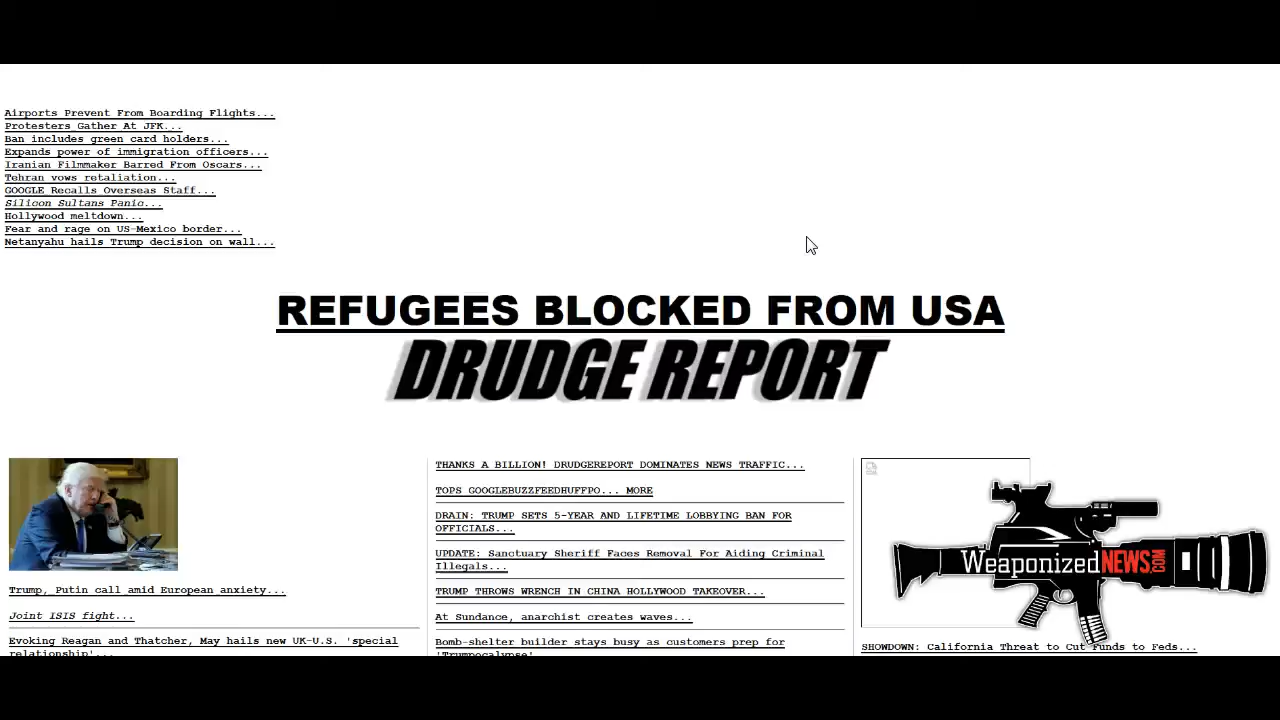 Airports Prevent From Boarding Flights...
Protesters Gather At JFK...
Ban includes green card holders...
Expands power of immigration officers...
Iranian Filmmaker Barred From Oscars...
Tehran vows retaliation...
GOOGLE Recalls Overseas Staff...
Silicon Sultans Panic...
Hollywood meltdown...
Fear and rage on US-Mexico border...
Netanyahu hails Trump decision on wall...
REFUGEES BLOCKED FROM USA
DRUDGE REPORT
Trump, Putin call amid European anxiety...
Joint ISIS fight...
Evoking Reagan and Thatcher, May hails new UK-U.S. 'special
relationship'...
THANKS A BILLION! DRUDGEREPORT DOMINATES NEWS TRAFFIC...
TOPS GOOGLEBUZZFEEDHUFFPO... MORE
DRAIN: TRUMP SETS 5-YEAR AND LIFETIME LOBBYING BAN FOR
OFFICIALS...
UPDATE: Sanctuary Sheriff Faces Removal For Aiding Criminal
Illegals...
TRUMP THROWS WRENCH IN CHINA HOLLYWOOD TAKEOVER...
At Sundance, anarchist creates waves...
Bomb-shelter builder stays busy as customers prep for
'Trumpocalypse'
WeaponizedNEWS.COM
SHOWDOWN: California Threat to Cut Funds to Feds...